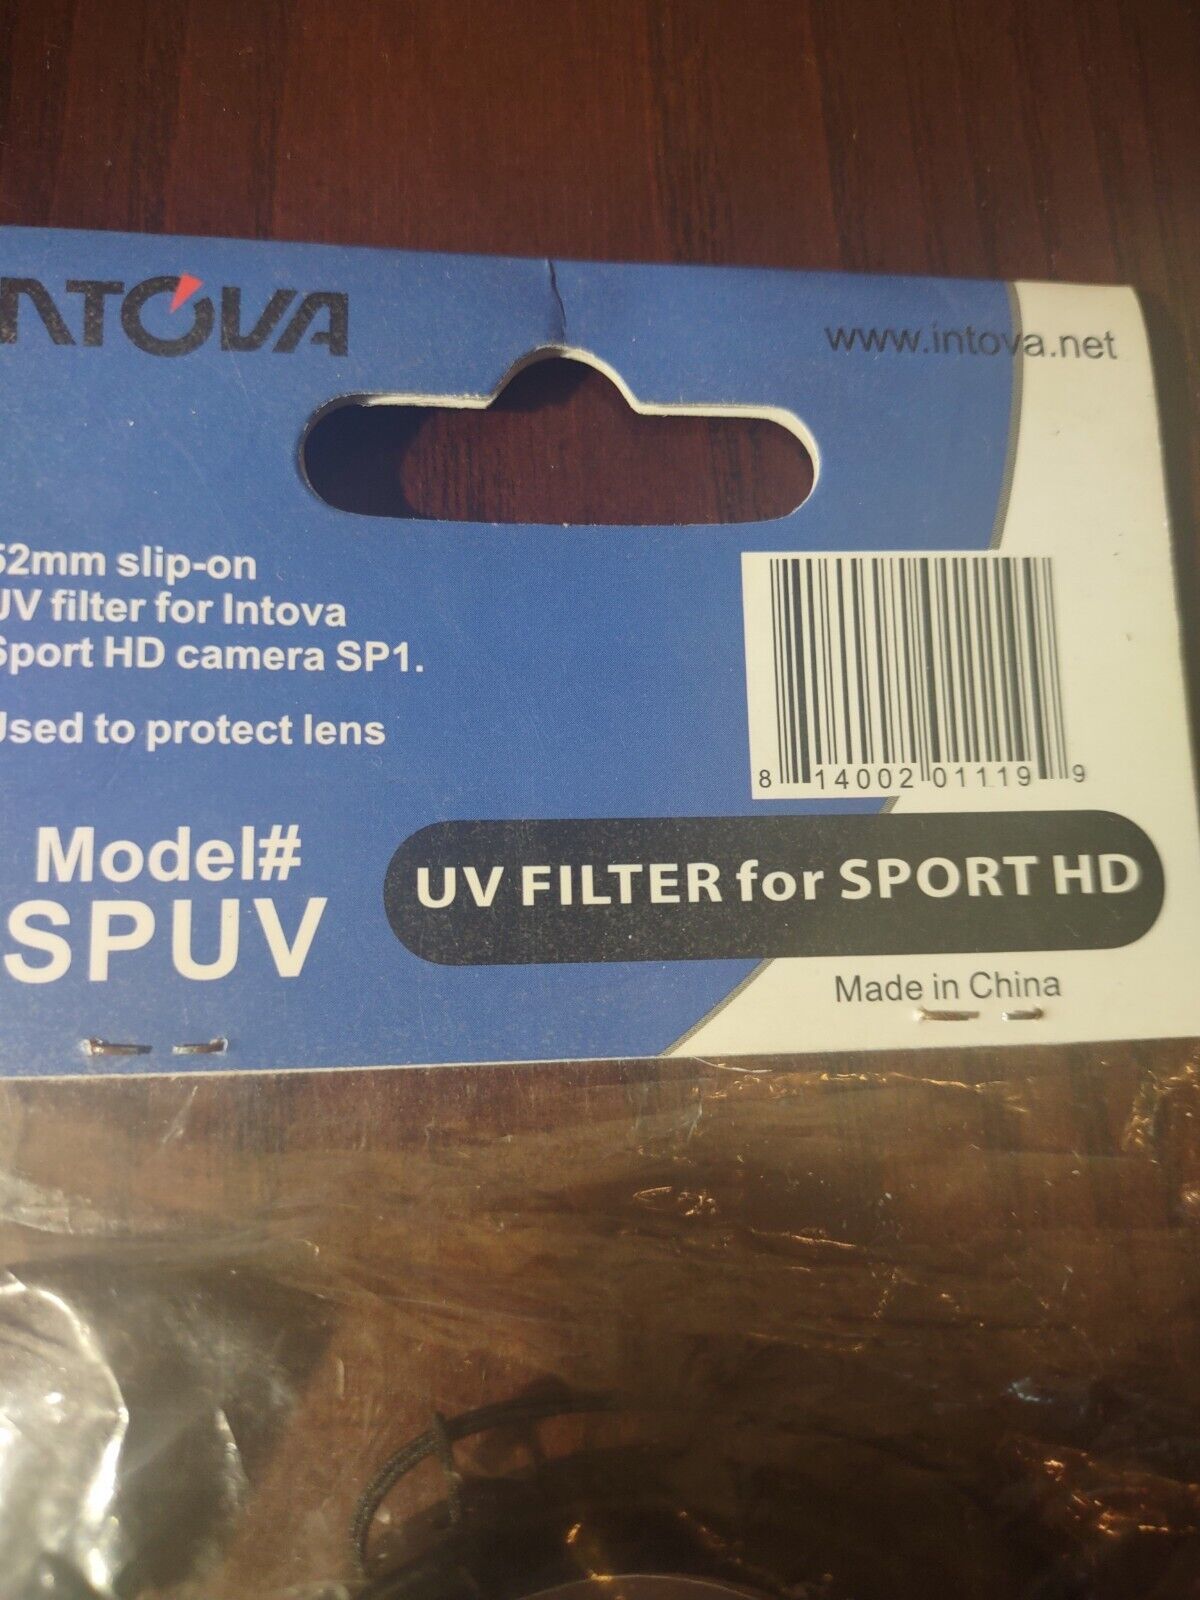 INTOVA
www.intova.net
52mm slip-on
UV filter for Intova
Sport HD camera SP1.
Used to protect lens
8 14002 01119 9
Model#
SPUV
UV FILTER for SPORT HD
Made in China